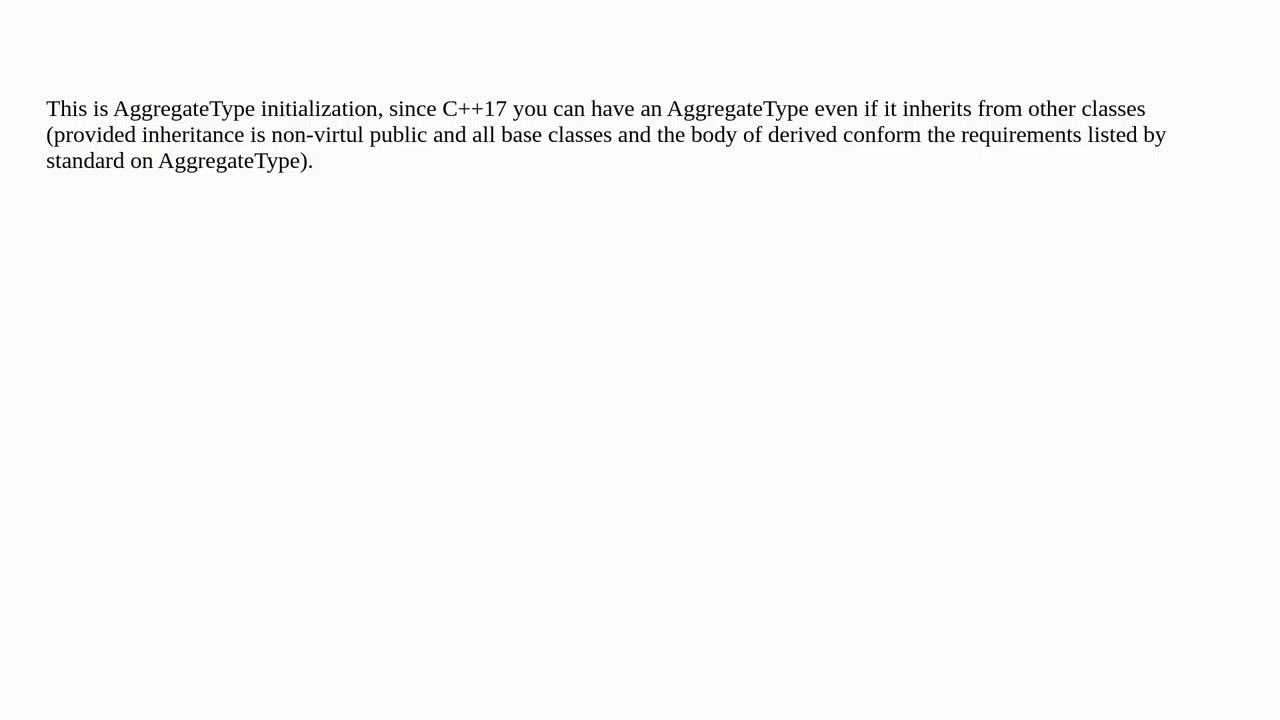 This is AggregateType initialization, since C++17 you can have an AggregateType even if it inherits from other classes
(provided inheritance is non-virtul public and all base classes and the body of derived conform the requirements listed by
standard on AggregateType).